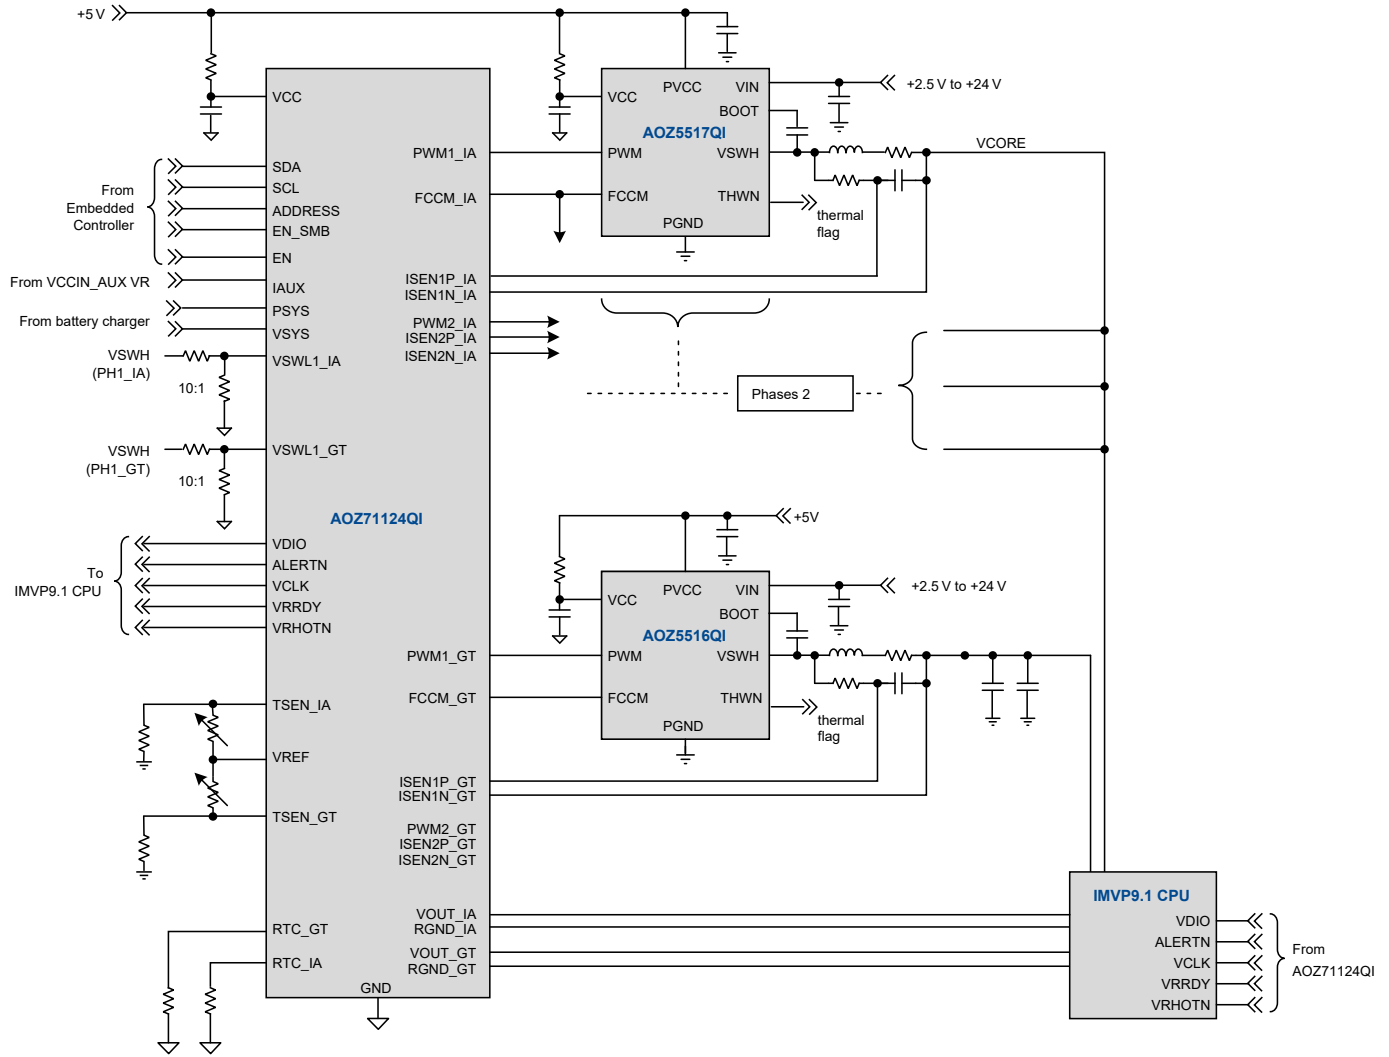 +5 V
VCC
SDA
SCL
ADDRESS
EN_SMB
EN
IAUX
PSYS
VSYS
VSWL1_IA
VSWL1_GT
From
Embedded
Controller
From VCCIN_AUX VR
From battery charger
VSWH
(PH1_IA)
10:1
VSWH
(PH1_GT)
10:1
AOZ71124QI
To
IMVP9.1 CPU
VDIO
ALERTN
VCLK
VRRDY
VRHOTN
TSEN_IA
VREF
TSEN_GT
RTC_GT
RTC_IA
GND
PWM1_IA
FCCM_IA
ISEN1P_IA
ISEN1N_IA
PWM2_IA
ISEN2P_IA
ISEN2N_IA
PWM1_GT
FCCM_GT
ISEN1P_GT
ISEN1N_GT
PWM2_GT
ISEN2P_GT
ISEN2N_GT
VOUT_IA
RGND_IA
VOUT_GT
RGND_GT
PVCC
VIN
VCC
BOOT
AOZ5517QI
PWM
VSWH
FCCM
THWN
PGND
+2.5 V to +24 V
VCORE
thermal
flag
Phases 2
+5V
PVCC
VIN
VCC
BOOT
AOZ5516QI
PWM
VSWH
FCCM
THWN
PGND
+2.5 V to +24 V
thermal
flag
IMVP9.1 CPU
VDIO
ALERTN
VCLK
VRRDY
VRHOTN
From
AOZ71124QI